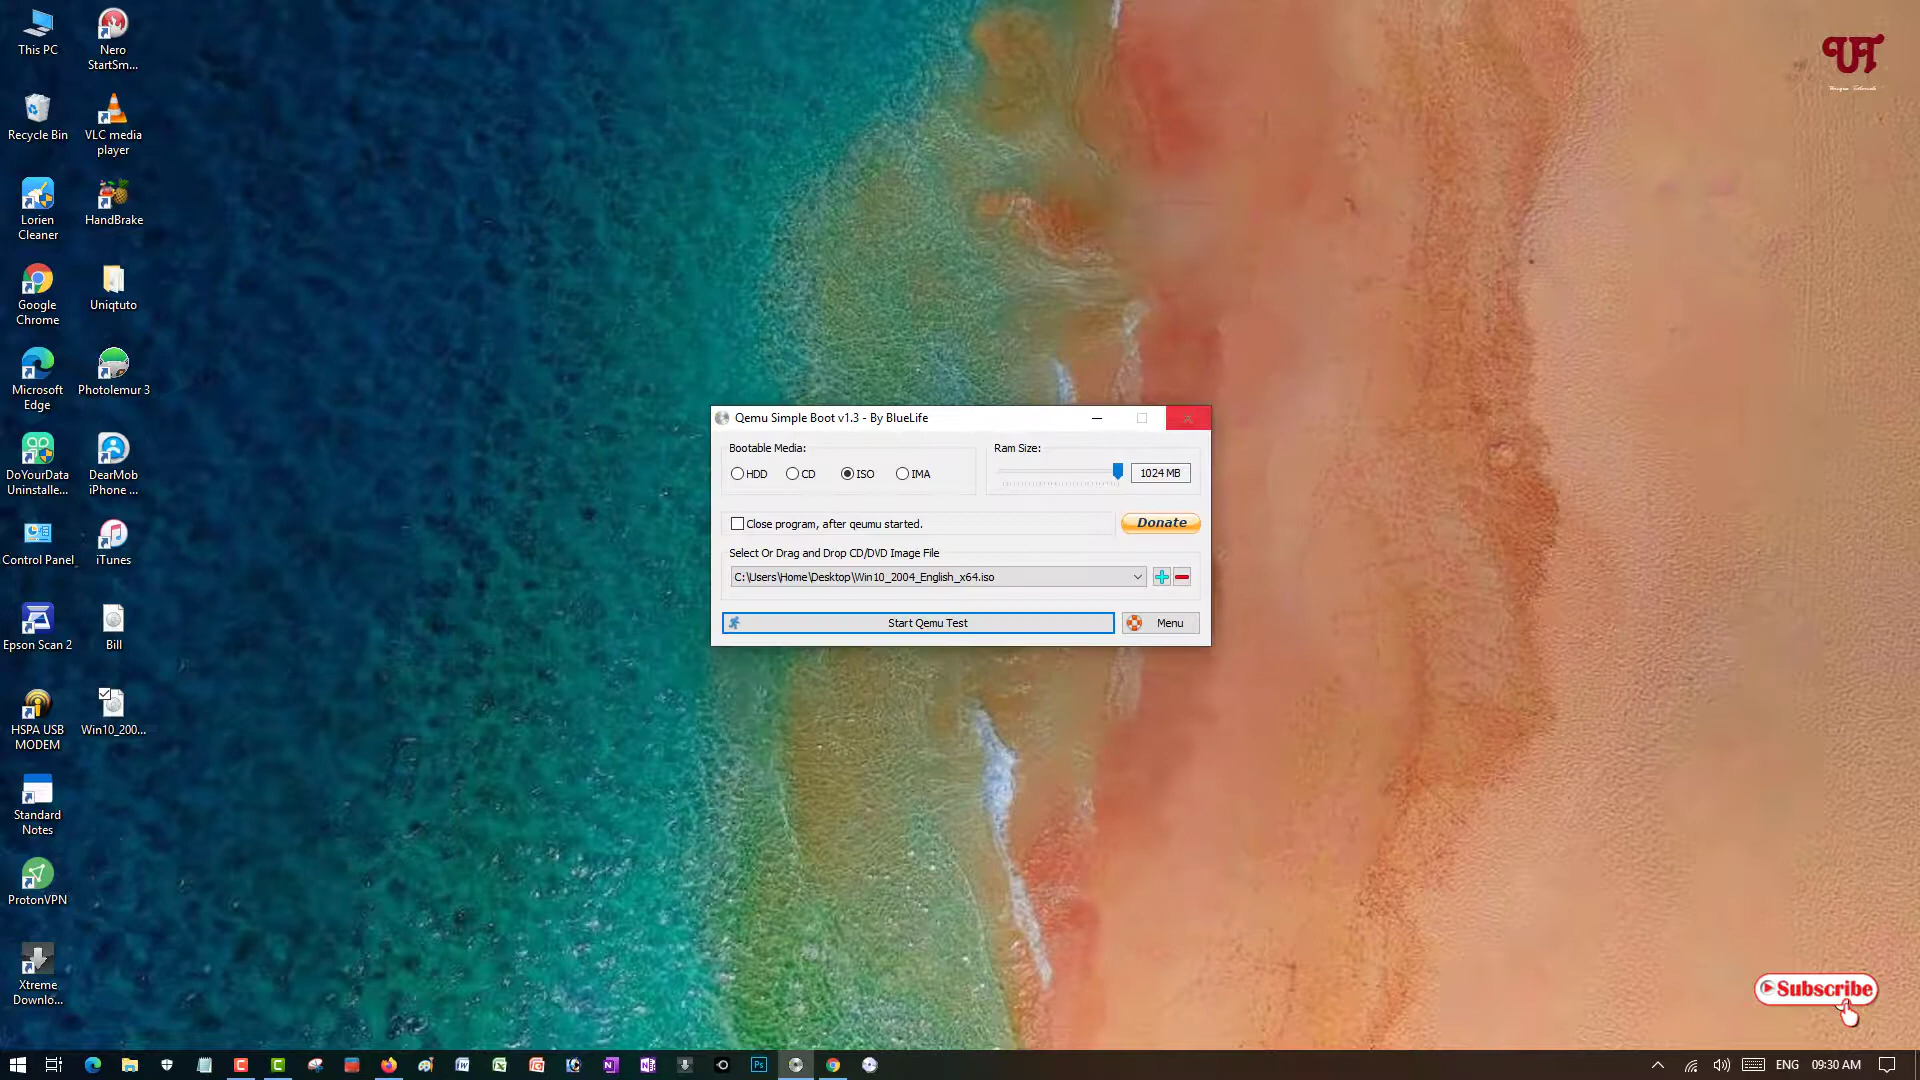 This PC
Nero
StartSm...
Recycle Bin
VLC media
player
Lorien
Cleaner
HandBrake
Google
Chrome
Uniqtuto
Microsoft
Edge
Photolemur 3
DoYourData
Uninstalle...
DearMob
iPhone ...
Control Panel
iTunes
Epson Scan 2
Bill
HSPA USB
MODEM
Win10_200...
Standard
Notes
ProtonVPN
Xtreme
Downlo...
UT
Unique Tutorials
Qemu Simple Boot v1.3 - By BlueLife
Bootable Media:
HDD
CD
ISO
IMA
Ram Size:
1024 MB
Close program, after qeumu started.
Donate
Select Or Drag and Drop CD/DVD Image File
C:\Users\Home\Desktop\Win10_2004_English_x64.iso
Start Qemu Test
Menu
Subscribe
Ps
ENG
09:30 AM